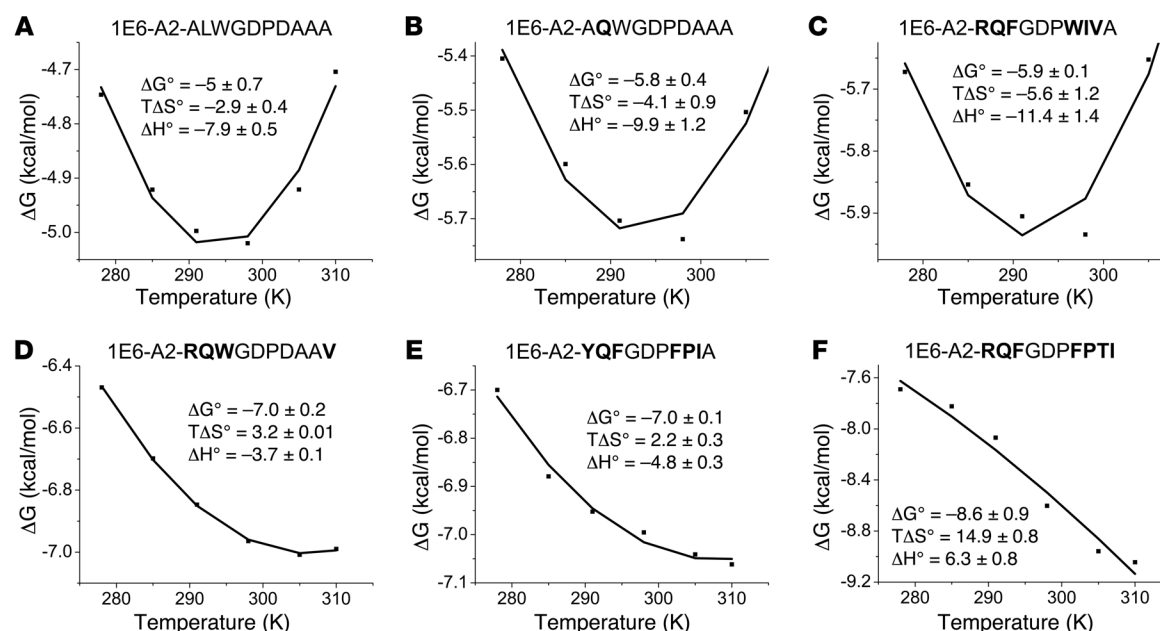 A 1E6-A2-ALWGDPDAAA
ΔG° = –5 ± 0.7
TΔS° = –2.9 ± 0.4
ΔH° = –7.9 ± 0.5
ΔG (kcal/mol)
-4.7
-4.8
-4.9
-5.0
280 290 300 310
Temperature (K)
B 1E6-A2-AQWGDPDAAA
ΔG° = –5.8 ± 0.4
TΔS° = –4.1 ± 0.9
ΔH° = –9.9 ± 1.2
ΔG (kcal/mol)
-5.4
-5.5
-5.6
-5.7
280 290 300
Temperature (K)
C 1E6-A2-RQFGDPWIVA
ΔG° = –5.9 ± 0.1
TΔS° = –5.6 ± 1.2
ΔH° = –11.4 ± 1.4
ΔG (kcal/mol)
-5.7
-5.8
-5.9
280 290 300
Temperature (K)
D 1E6-A2-RQWGDPDAAV
ΔG° = –7.0 ± 0.2
TΔS° = 3.2 ± 0.01
ΔH° = –3.7 ± 0.1
ΔG (kcal/mol)
-6.4
-6.6
-6.8
-7.0
280 290 300 310
Temperature (K)
E 1E6-A2-YQFGDPFPIA
ΔG° = –7.0 ± 0.1
TΔS° = 2.2 ± 0.3
ΔH° = –4.8 ± 0.3
ΔG (kcal/mol)
-6.7
-6.8
-6.9
-7.0
-7.1
280 290 300 310
Temperature (K)
F 1E6-A2-RQFGDPFPTI
ΔG° = –8.6 ± 0.9
TΔS° = 14.9 ± 0.8
ΔH° = 6.3 ± 0.8
ΔG (kcal/mol)
-7.6
-8.0
-8.4
-8.8
-9.2
280 290 300 310
Temperature (K)